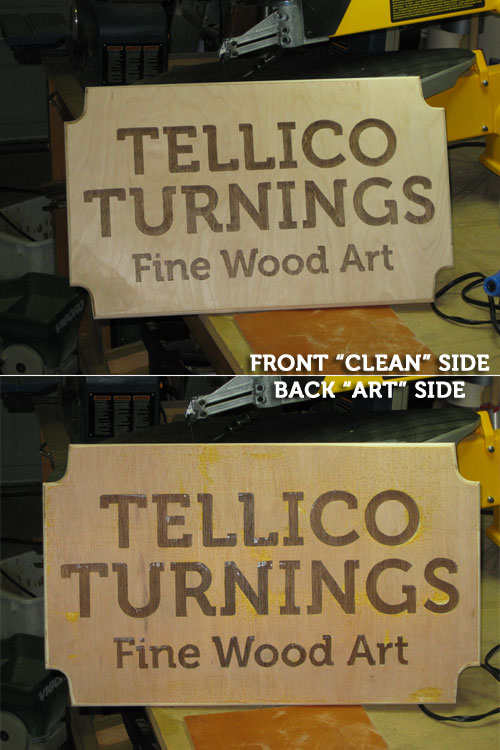 TELLICO
TURNINGS
Fine Wood Art
FRONT “CLEAN” SIDE
BACK “ART” SIDE
TELLICO
TURNINGS
Fine Wood Art